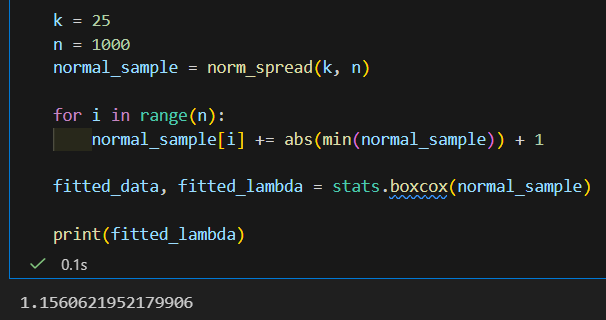 k = 25
n = 1000
normal_sample = norm_spread(k, n)
for i in range(n):
    normal_sample[i] += abs(min(normal_sample)) + 1
fitted_data, fitted_lambda = stats.boxcox(normal_sample)
print(fitted_lambda)
0.1s
1.1560621952179906